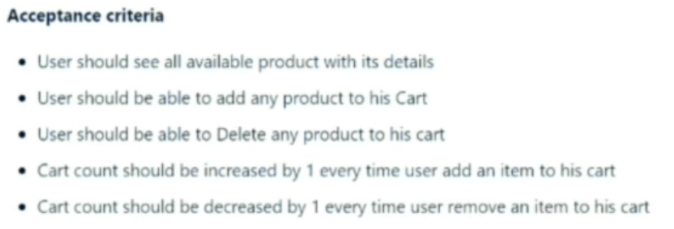 Acceptance criteria
• User should see all available product with its details
• User should be able to add any product to his Cart
• User should be able to Delete any product to his cart
• Cart count should be increased by 1 every time user add an item to his cart
• Cart count should be decreased by 1 every time user remove an item to his cart